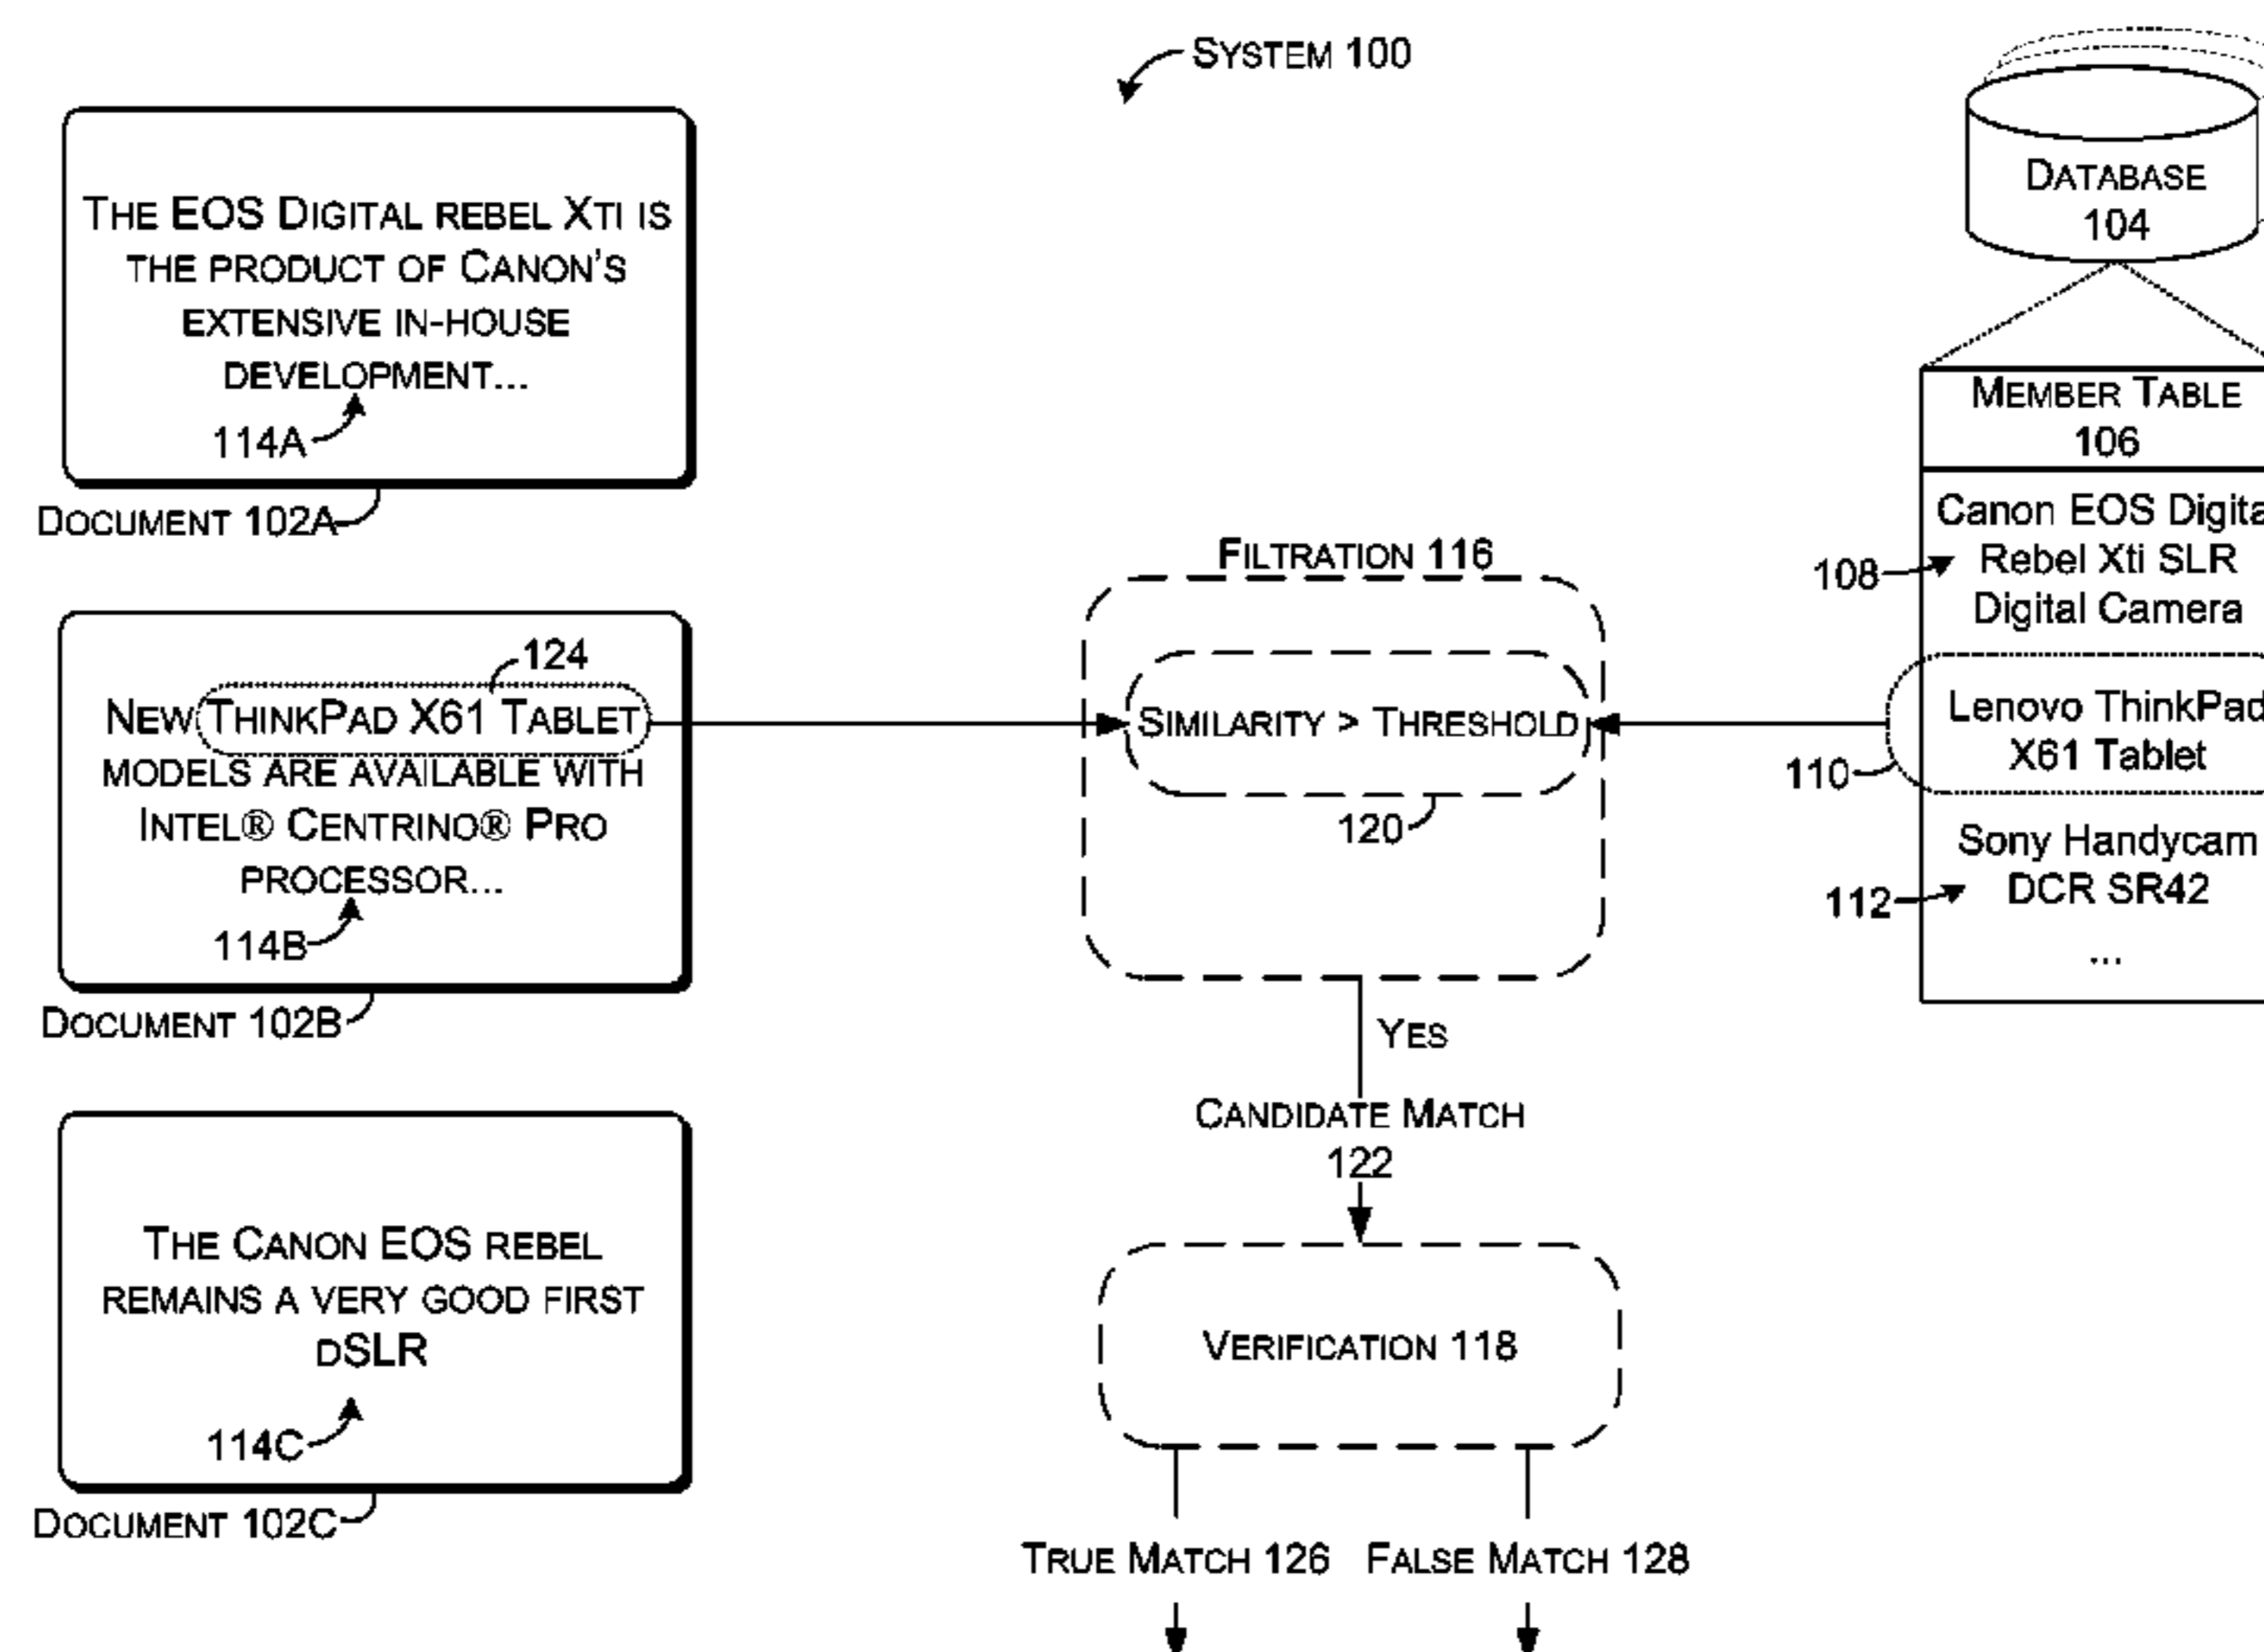 SYSTEM 100
THE EOS DIGITAL REBEL XTI IS
THE PRODUCT OF CANON'S
EXTENSIVE IN-HOUSE
DEVELOPMENT...
114A
DOCUMENT 102A
124
NEW THINKPAD X61 TABLET
MODELS ARE AVAILABLE WITH
INTEL® CENTRINO® PRO
PROCESSOR...
114B
DOCUMENT 102B
THE CANON EOS REBEL
REMAINS A VERY GOOD FIRST
DSLR
114C
DOCUMENT 102C
FILTRATION 116
SIMILARITY > THRESHOLD
120
YES
CANDIDATE MATCH
122
VERIFICATION 118
TRUE MATCH 126
FALSE MATCH 128
DATABASE
104
MEMBER TABLE
106
Canon EOS Digita
Rebel Xti SLR
Digital Camera
108
Lenovo ThinkPad
X61 Tablet
110
Sony Handycam
DCR SR42
112
...